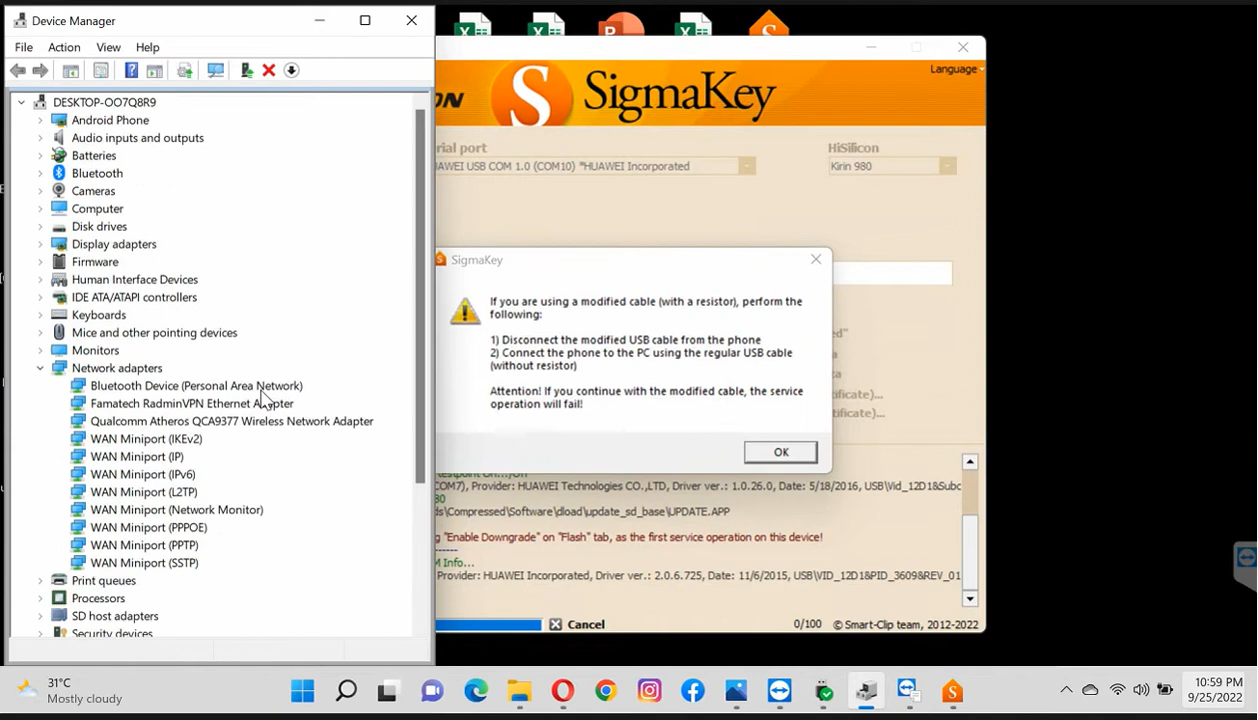 Device Manager
File Action View Help
DESKTOP-OO7Q8R9
Android Phone
Audio inputs and outputs
Batteries
Bluetooth
Cameras
Computer
Disk drives
Display adapters
Firmware
Human Interface Devices
IDE ATA/ATAPI controllers
Keyboards
Mice and other pointing devices
Monitors
Network adapters
Bluetooth Device (Personal Area Network)
Famatech RadminVPN Ethernet Adapter
Qualcomm Atheros QCA9377 Wireless Network Adapter
WAN Miniport (IKEv2)
WAN Miniport (IP)
WAN Miniport (IPv6)
WAN Miniport (L2TP)
WAN Miniport (Network Monitor)
WAN Miniport (PPPOE)
WAN Miniport (PPTP)
WAN Miniport (SSTP)
Print queues
Processors
SD host adapters
Security devices
ON SigmaKey
Language
rial port HiSilicon
AWEI USB COM 1.0 (COM10) "HUAWEI Incorporated Kirin 980
SigmaKey
If you are using a modified cable (with a resistor), perform the
following:
1) Disconnect the modified USB cable from the phone
2) Connect the phone to the PC using the regular USB cable
(without resistor)
Attention! If you continue with the modified cable, the service
operation will fail!
OK
ed"
ta
ificate)...
ificate)...
COM7), Provider: HUAWEI Technologies CO.,LTD, Driver ver.: 1.0.26.0, Date: 5/18/2016, USB\Vid_12D1&Subc
80
ds\Compressed\Software\dload\update_sd_base\UPDATE.APP
g "Enable Downgrade" on "Flash" tab, as the first service operation on this device!
M Info...
Provider: HUAWEI Incorporated, Driver ver.: 2.0.6.725, Date: 11/6/2015, USB\VID_12D1&PID_3609&REV_01
Cancel 0/100 © Smart-Clip team, 2012-2022
31°C
Mostly cloudy
10:59 PM
9/25/2022